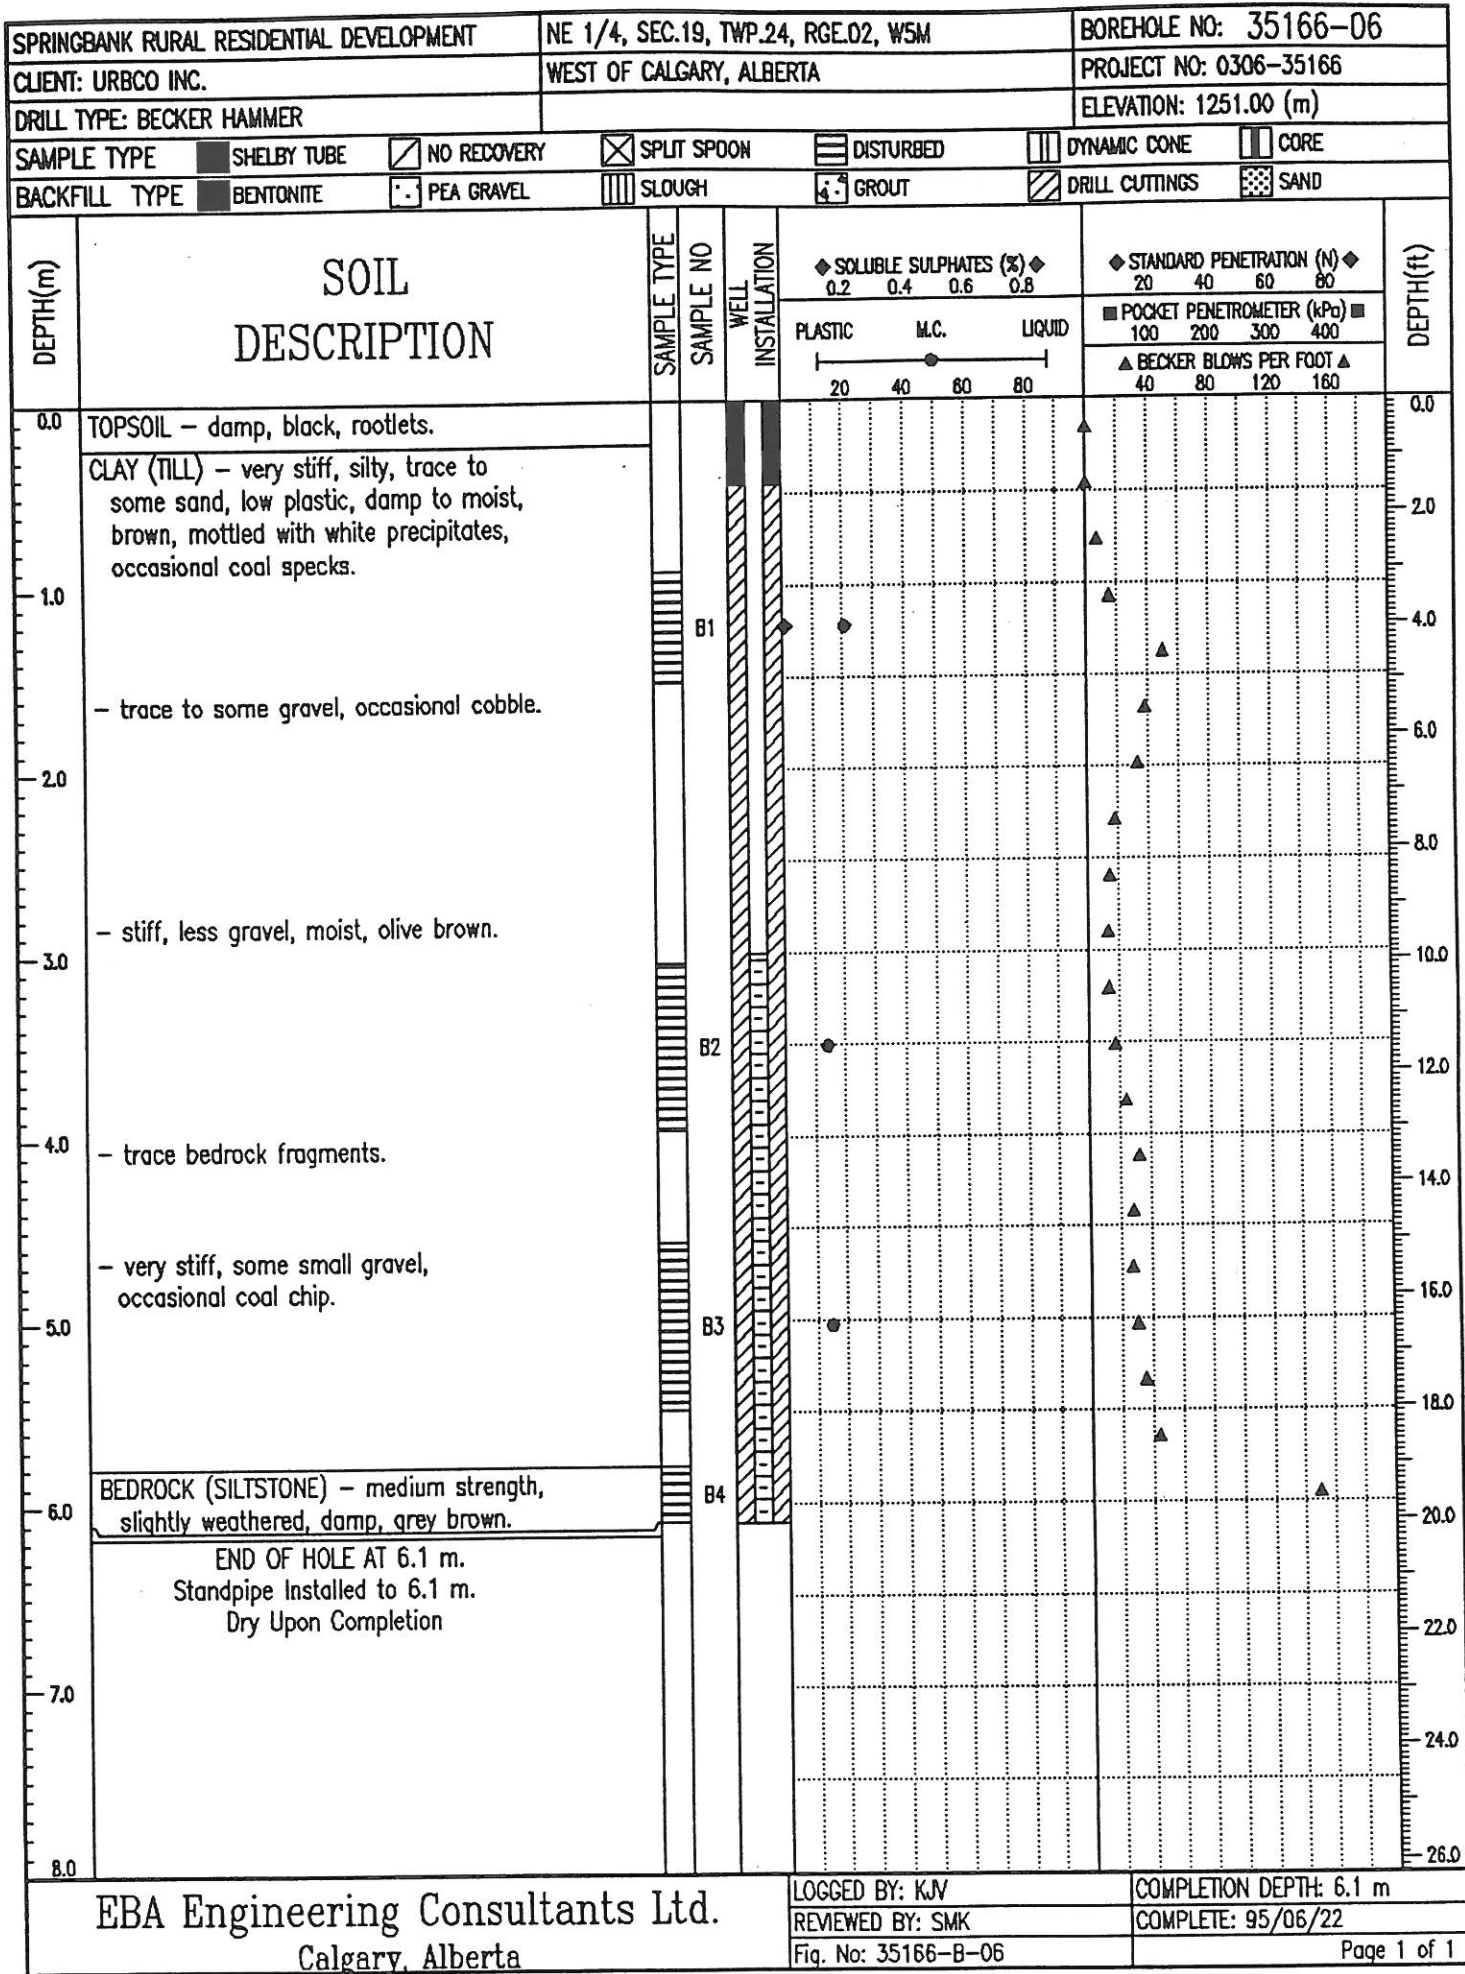 SPRINGBANK RURAL RESIDENTIAL DEVELOPMENT NE 1/4, SEC.19, TWP.24, RGE.02, W5M BOREHOLE NO: 35166-06
CLIENT: URBCO INC. WEST OF CALGARY, ALBERTA PROJECT NO: 0306-35166
DRILL TYPE: BECKER HAMMER ELEVATION: 1251.00 (m)
SAMPLE TYPE SHELBY TUBE NO RECOVERY SPLIT SPOON DISTURBED DYNAMIC CONE CORE
BACKFILL TYPE BENTONITE PEA GRAVEL SLOUGH GROUT DRILL CUTTINGS SAND
DEPTH(m)
SOIL
DESCRIPTION
SAMPLE TYPE
SAMPLE NO
WELL
INSTALLATION
◆ SOLUBLE SULPHATES (%) ◆
0.2 0.4 0.6 0.8
PLASTIC M.C. LIQUID
20 40 60 80
◆ STANDARD PENETRATION (N) ◆
20 40 60 80
■ POCKET PENETROMETER (kPa) ■
100 200 300 400
▲ BECKER BLOWS PER FOOT ▲
40 80 120 160
DEPTH(ft)
0.0 TOPSOIL – damp, black, rootlets. 0.0
CLAY (TILL) – very stiff, silty, trace to
some sand, low plastic, damp to moist,
2.0
brown, mottled with white precipitates,
occasional coal specks.
1.0
B1 4.0
– trace to some gravel, occasional cobble.
6.0
2.0
8.0
– stiff, less gravel, moist, olive brown.
3.0 10.0
B2
12.0
4.0 – trace bedrock fragments.
14.0
– very stiff, some small gravel,
16.0
occasional coal chip.
5.0 B3
18.0
BEDROCK (SILTSTONE) – medium strength, B4
6.0 slightly weathered, damp, grey brown. 20.0
END OF HOLE AT 6.1 m.
Standpipe Installed to 6.1 m.
Dry Upon Completion
22.0
7.0
24.0
8.0 26.0
EBA Engineering Consultants Ltd.
Calgary, Alberta
LOGGED BY: KJV COMPLETION DEPTH: 6.1 m
REVIEWED BY: SMK COMPLETE: 95/06/22
Fig. No: 35166-B-06 Page 1 of 1